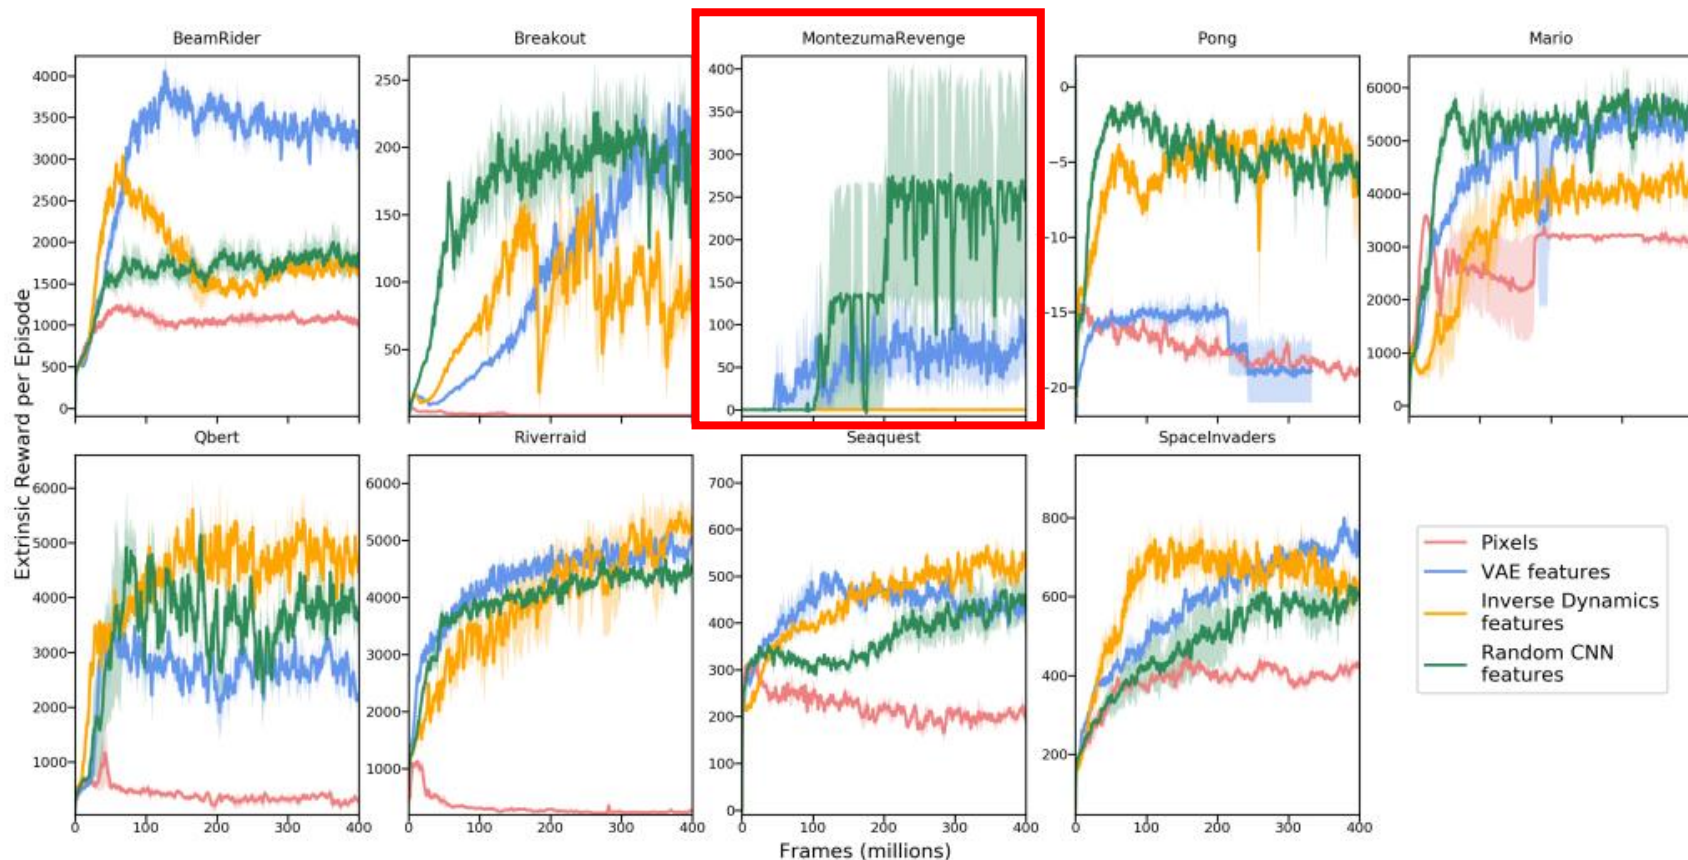 BeamRider
Breakout
MontezumaRevenge
Pong
Mario
4000
3500
3000
2500
2000
1500
1000
500
0
250
200
150
100
50
400
350
300
250
200
150
100
50
0
0
−5
−10
−15
−20
6000
5000
4000
3000
2000
1000
0
Extrinsic Reward per Episode
Qbert
Riverraid
Seaquest
SpaceInvaders
6000
5000
4000
3000
2000
1000
0 100 200 300 400
6000
5000
4000
3000
2000
1000
0 100 200 300 400
700
600
500
400
300
200
100
0
0 100 200 300 400
800
600
400
200
0 100 200 300 400
Pixels
VAE features
Inverse Dynamics
features
Random CNN
features
Frames (millions)